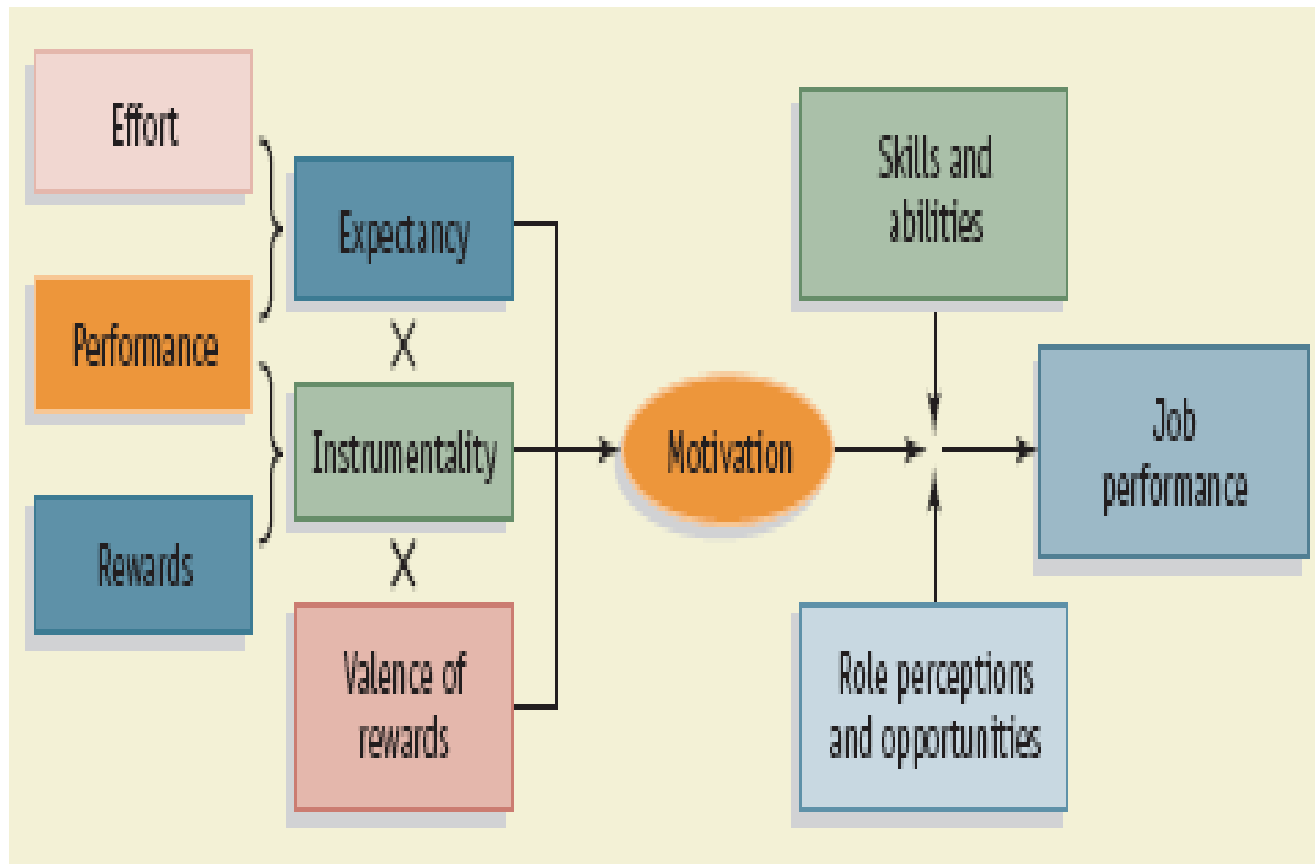 Effort
Performance
Rewards
Expectancy
X
Instrumentality
X
Valence of
rewards
Motivation
Skills and
abilities
Role perceptions
and opportunities
Job
performance